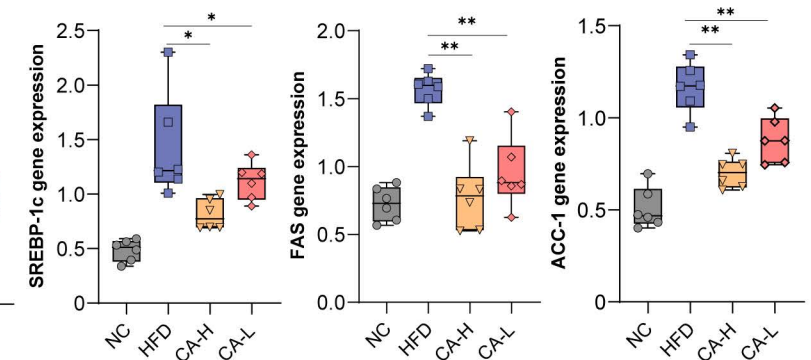 SREBP-1c gene expression
2.5
2.0
1.5
1.0
0.5
0
*
*
NC
HFD
CA-H
CA-L
FAS gene expression
2.0
1.5
1.0
0.5
0.0
**
**
NC
HFD
CA-H
CA-L
ACC-1 gene expression
1.5
1.0
0.5
0
**
**
NC
HFD
CA-H
CA-L